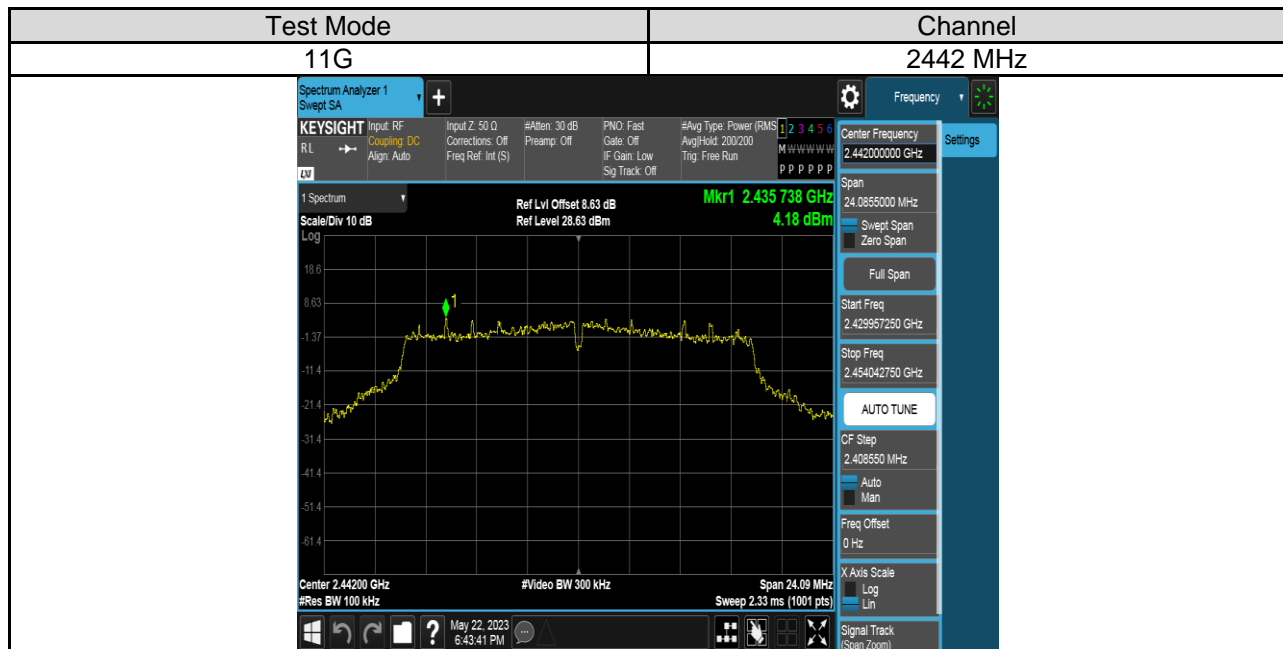 Test Mode Channel
11G 2442 MHz
Spectrum Analyzer 1
Swept SA
+
Frequency
KEYSIGHT
RL
LXI
Input: RF
Coupling: DC
Align: Auto
Input Z: 50 Ω
Corrections: Off
Freq Ref: Int (S)
#Atten: 30 dB
Preamp: Off
PNO: Fast
Gate: Off
IF Gain: Low
Sig Track: Off
#Avg Type: Power (RMS
Avg|Hold: 200/200
Trig: Free Run
1 2 3 4 5 6
M W W W W W
P P P P P P
1 Spectrum
Scale/Div 10 dB
Log
Ref Lvl Offset 8.63 dB
Ref Level 28.63 dBm
Mkr1 2.435 738 GHz
4.18 dBm
18.6
8.63
-1.37
-11.4
-21.4
-31.4
-41.4
-51.4
-61.4
1
Center 2.44200 GHz
#Res BW 100 kHz
#Video BW 300 kHz
Span 24.09 MHz
Sweep 2.33 ms (1001 pts)
Center Frequency
2.442000000 GHz
Settings
Span
24.0855000 MHz
Swept Span
Zero Span
Full Span
Start Freq
2.429957250 GHz
Stop Freq
2.454042750 GHz
AUTO TUNE
CF Step
2.408550 MHz
Auto
Man
Freq Offset
0 Hz
X Axis Scale
Log
Lin
Signal Track
(Span Zoom)
?
May 22, 2023
6:43:41 PM